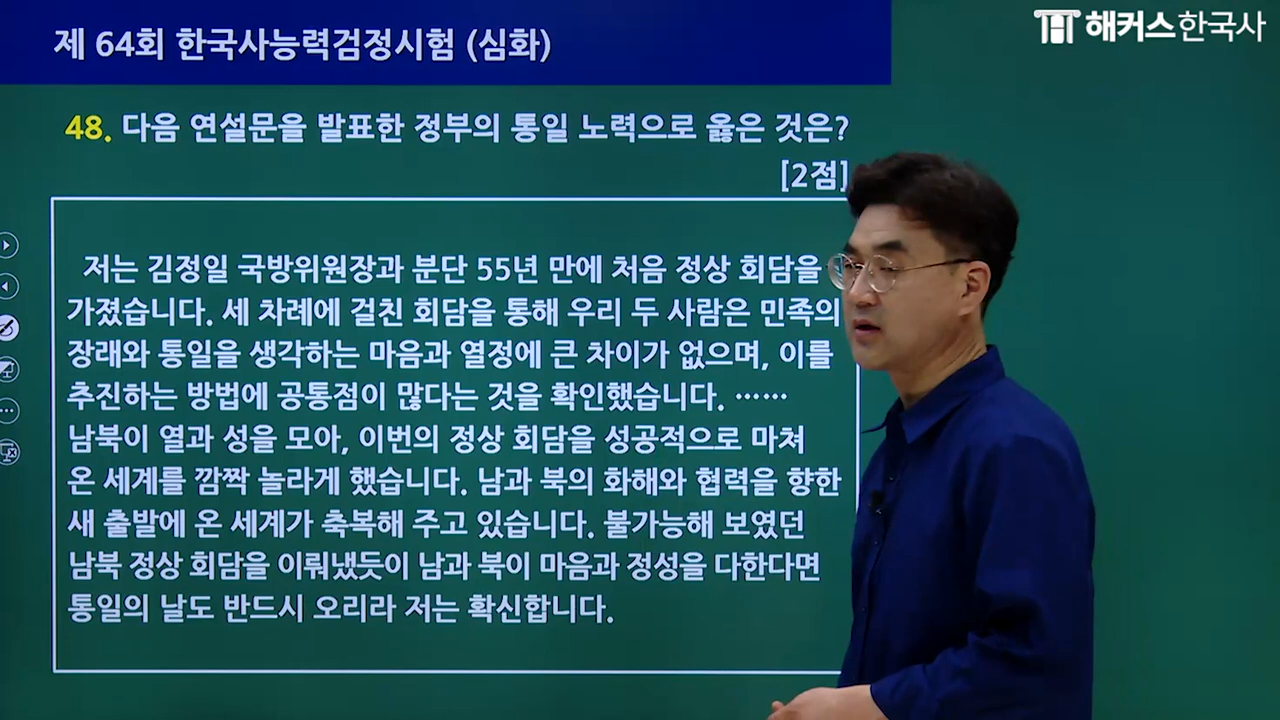 제 64회 한국사능력검정시험 (심화)
해커스한국사
48. 다음 연설문을 발표한 정부의 통일 노력으로 옳은 것은?
[2점]
저는 김정일 국방위원장과 분단 55년 만에 처음 정상 회담을
가졌습니다. 세 차례에 걸친 회담을 통해 우리 두 사람은 민족의
장래와 통일을 생각하는 마음과 열정에 큰 차이가 없으며, 이를
추진하는 방법에 공통점이 많다는 것을 확인했습니다. ……
남북이 열과 성을 모아, 이번의 정상 회담을 성공적으로 마쳐
온 세계를 깜짝 놀라게 했습니다. 남과 북의 화해와 협력을 향한
새 출발에 온 세계가 축복해 주고 있습니다. 불가능해 보였던
남북 정상 회담을 이뤄냈듯이 남과 북이 마음과 정성을 다한다면
통일의 날도 반드시 오리라 저는 확신합니다.